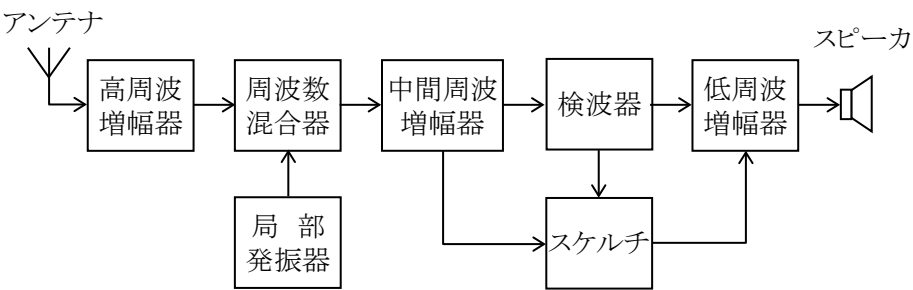 アンテナ
スピーカ
高周波
増幅器
周波数
混合器
中間周波
増幅器
検波器
低周波
増幅器
局 部
発振器
スケルチ